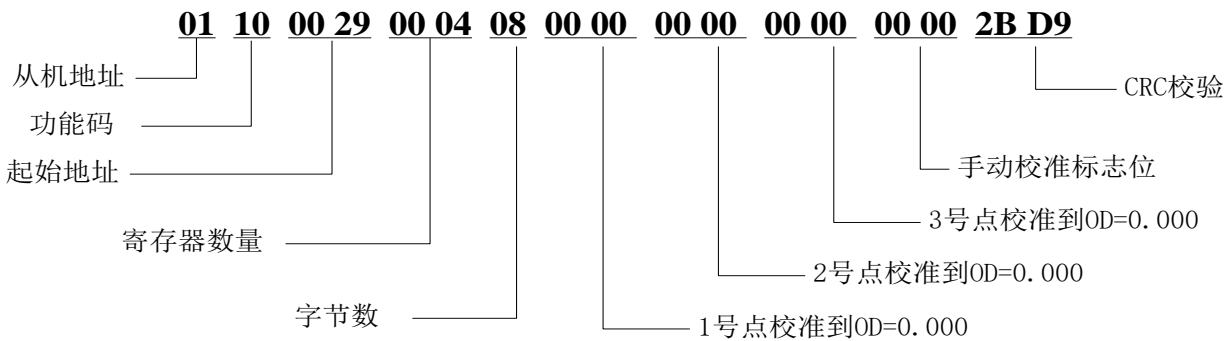 01 10 00 29 00 04 08 00 00 00 00 00 00 00 00 2B D9
从机地址
CRC校验
功能码
起始地址
手动校准标志位
3号点校准到OD=0.000
寄存器数量
2号点校准到OD=0.000
字节数
1号点校准到OD=0.000